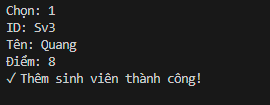 Chọn: 1
ID: Sv3
Tên: Quang
Điểm: 8
✓ Thêm sinh viên thành công!